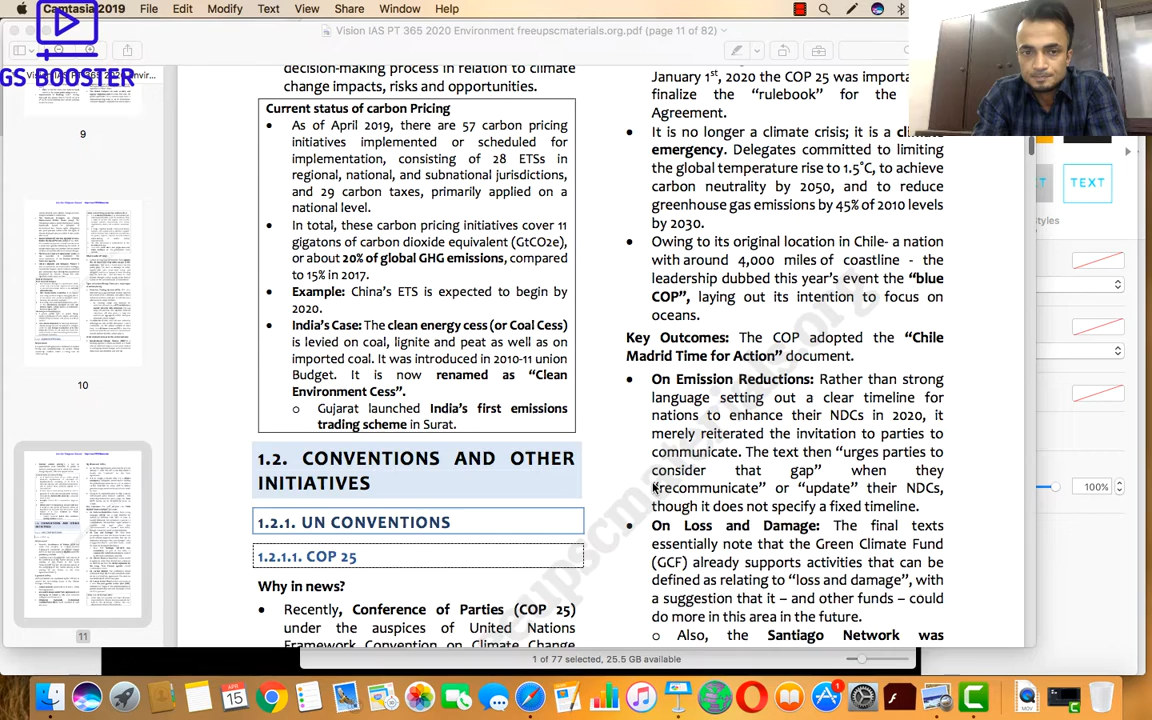 Camtasia 2019 File Edit Modify Text View Share Window Help
Vision IAS PT 365 2020 Environment freeupscmaterials.org.pdf (page 11 of 82)
GS BOOSTER
9
10
11
decision-making process in relation to climate
change impacts, risks and opportunities.
Current status of carbon Pricing
• As of April 2019, there are 57 carbon pricing
initiatives implemented or scheduled for
implementation, consisting of 28 ETSs in
regional, national, and subnational jurisdictions,
and 29 carbon taxes, primarily applied on a
national level.
• In total, these carbon pricing initiatives cover 11
gigatons of carbon dioxide equivalent (GtCO2e),
or about 20% of global GHG emissions, compared
to 15% in 2017.
• Example: China's ETS is expected to begin by
2020.
• India's Case: The clean energy cess (or Coal Cess)
is levied on coal, lignite and peat as well as on
imported coal. It was introduced in 2010-11 union
Budget. It is now renamed as "Clean
Environment Cess".
o Gujarat launched India's first emissions
trading scheme in Surat.
1.2. CONVENTIONS AND OTHER
INITIATIVES
1.2.1. UN CONVENTIONS
1.2.1.1. COP 25
Why in news?
• Recently, Conference of Parties (COP 25)
under the auspices of United Nations
Framework Convention on Climate Change
January 1st, 2020 the COP 25 was importa
finalize the "rulebook" for the
Agreement.
• It is no longer a climate crisis; it is a climate
emergency. Delegates committed to limiting
the global temperature rise to 1.5˚C, to achieve
carbon neutrality by 2050, and to reduce
greenhouse gas emissions by 45% of 2010 levels
by 2030.
• Owing to its original location in Chile- a nation
with around 4,000 miles of coastline - the
leadership dubbed this year's event the "blue
COP", laying out its intention to focus on
oceans.
Key Outcomes: The COP adopted the "Chile
Madrid Time for Action" document.
• On Emission Reductions: Rather than strong
language setting out a clear timeline for
nations to enhance their NDCs in 2020, it
merely reiterated the invitation to parties to
communicate. The text then "urges parties to
consider that gap" when they
"recommunicate" or "update" their NDCs,
though it does not specify a fixed timeline.
• On Loss and Damage: The final texts
essentially note that the Green Climate Fund
(GCF) already supports activities that can be
defined as relating to "loss and damage", with
a suggestion that it – and other funds – could
do more in this area in the future.
o Also, the Santiago Network was
TEXT
100%
1 of 77 selected, 25.5 GB available
APR
15
1
MOV